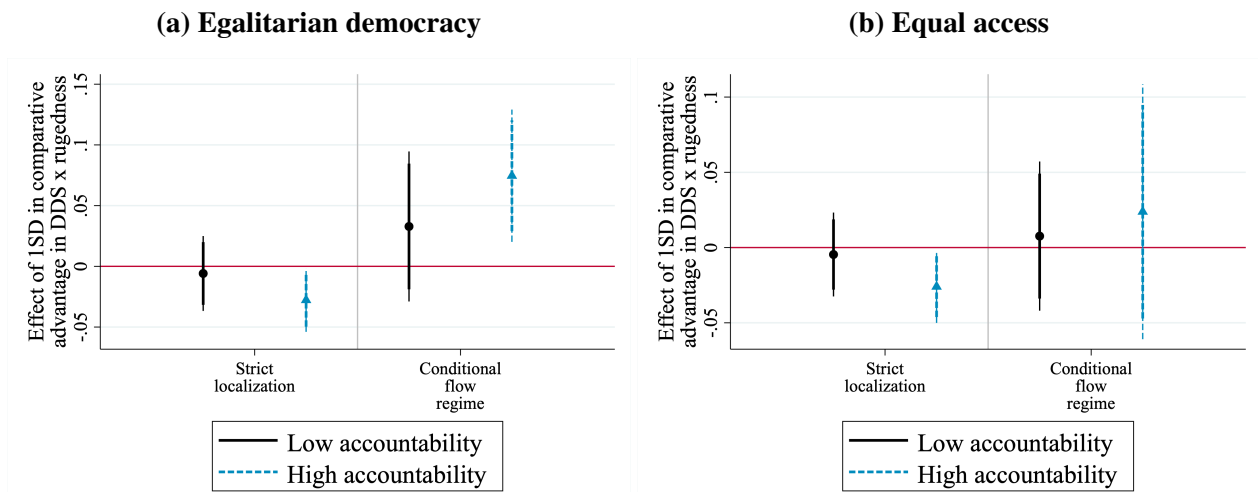 (a) Egalitarian democracy
Effect of 1SD in comparative
advantage in DDS x rugedness
.15
.1
.05
0
-.05
Strict
localization
Conditional
flow
regime
Low accountability
High accountability
(b) Equal access
Effect of 1SD in comparative
advantage in DDS x rugedness
.1
.05
0
-.05
Strict
localization
Conditional
flow
regime
Low accountability
High accountability